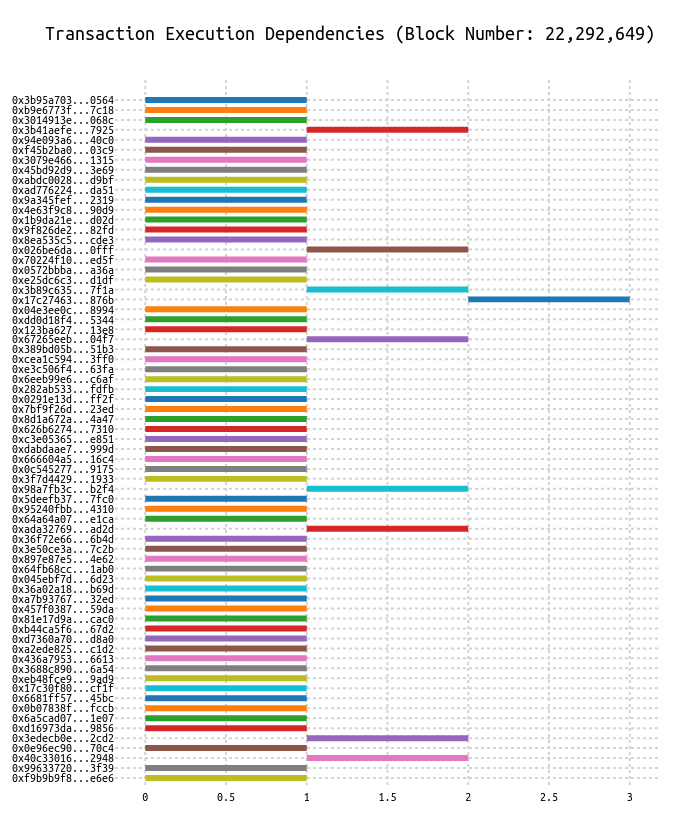 Transaction Execution Dependencies (Block Number: 22,292,649)
0x3b95a703...0564
0xb9e6773f...7c18
0x3014913e...068c
0x3b41aefe...7925
0x94e093a6...40c0
0xf45b2ba0...03c9
0x3079e466...1315
0x45bd92d9...3e69
0xabdc0028...d9bf
0xad776224...da51
0x9a345fef...2319
0x4e63f9c8...90d9
0x1b9da21e...d02d
0x9f826de2...82fd
0x8ea535c5...cde3
0x026be6da...0fff
0x70224f10...ed5f
0x0572bbba...a36a
0xe25dc6c3...d1df
0x3b89c635...7f1a
0x17c27463...876b
0x04e3ee0c...8994
0xdd0d18f4...5344
0x123ba627...13e8
0x67265eeb...04f7
0x389bd05b...51b3
0xcea1c594...3ff0
0xe3c506f4...63fa
0x6eeb99e6...c6af
0x282ab533...fdfb
0x0291e13d...ff2f
0x7bf9f26d...23ed
0x8d1a672a...4a47
0x626b6274...7310
0xc3e05365...e851
0xdabdaae7...999d
0x666604a5...16c4
0x0c545277...9175
0x3f7d4429...1933
0x98a7fb3c...b2f4
0x5deefb37...7fc0
0x95240fbb...4310
0x64a64a07...e1ca
0xada32769...ad2d
0x36f72e66...6b4d
0x3e50ce3a...7c2b
0x897e87e5...4e62
0x64fb68cc...1ab0
0x045ebf7d...6d23
0x36a02a18...b69d
0xa7b93767...32ed
0x457f0387...59da
0x81e17d9a...cac0
0xb44ca5f6...67d2
0xd7360a70...d8a0
0xa2ede825...c1d2
0x436a7953...6613
0x3688c890...6a54
0xeb48fce9...9ad9
0x17c30f80...cf1f
0x6681ff57...45bc
0x0b07838f...fccb
0x6a5cad07...1e07
0xd16973da...9856
0x3edecb0e...2cd2
0x0e96ec90...70c4
0x40c33016...2948
0x99633720...3f39
0xf9b9b9f8...e6e6
0 0.5 1 1.5 2 2.5 3